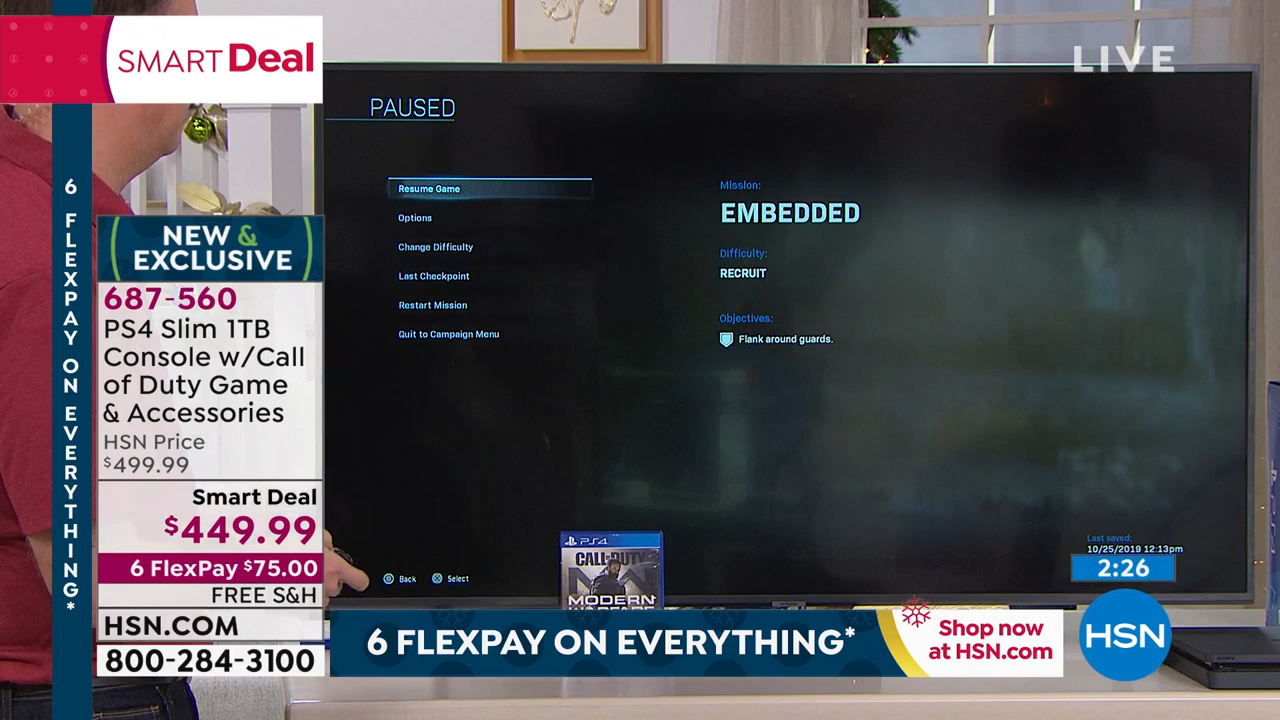 SMART Deal
LIVE
6 FLEXPAY ON EVERYTHING*
NEW & EXCLUSIVE
687-560
PS4 Slim 1TB
Console w/Call
of Duty Game
& Accessories
HSN Price
$499.99
Smart Deal
$449.99
6 FlexPay $75.00
FREE S&H
HSN.COM
800-284-3100
PAUSED
Resume Game
Options
Change Difficulty
Last Checkpoint
Restart Mission
Quit to Campaign Menu
Back
Select
Mission:
EMBEDDED
Difficulty:
RECRUIT
Objectives:
Flank around guards.
Last saved:
10/25/2019 12:13pm
2:26
PS4
CALL OF DUTY
MODERN
WARFARE
6 FLEXPAY ON EVERYTHING*
Shop now
at HSN.com
HSN
SONY